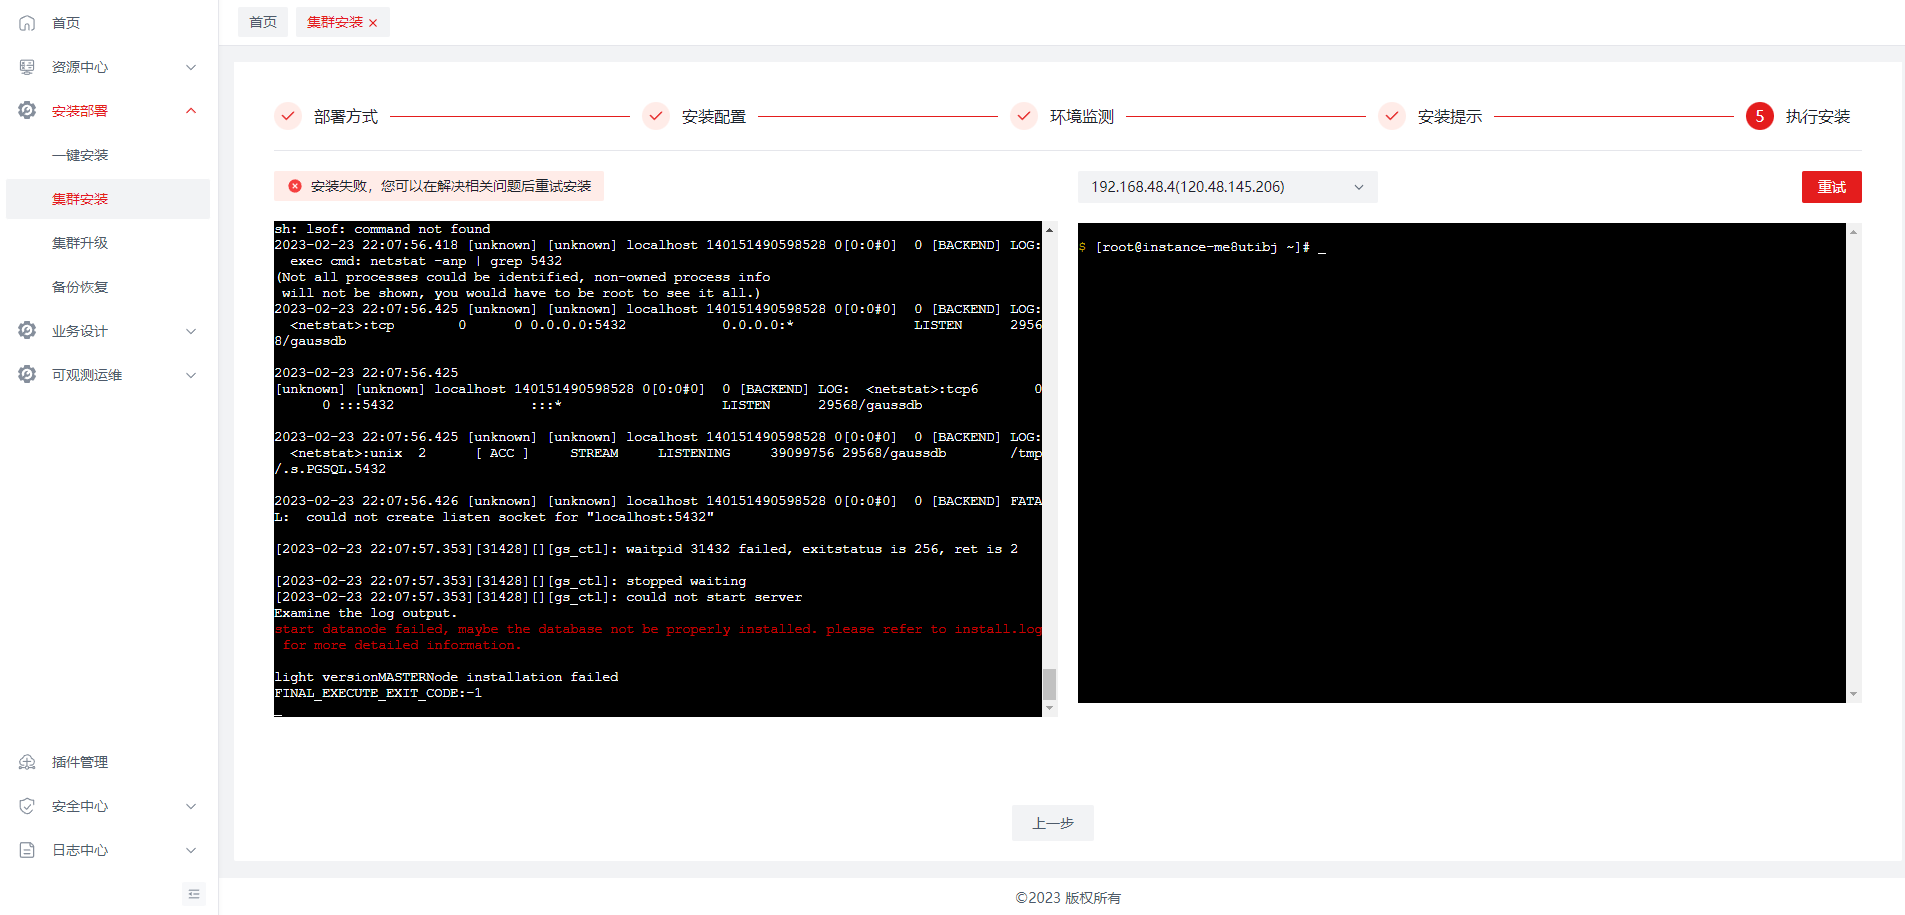 首页
资源中心
安装部署
一键安装
集群安装
集群升级
备份恢复
业务设计
可观测运维
插件管理
安全中心
日志中心
首页 集群安装 ×
部署方式 安装配置 环境监测 安装提示 5 执行安装
安装失败，您可以在解决相关问题后重试安装
192.168.48.4(120.48.145.206)
重试
sh: lsof: command not found
2023-02-23 22:07:56.418 [unknown] [unknown] localhost 140151490598528 0[0:0#0]  0 [BACKEND] LOG:
  exec cmd: netstat -anp | grep 5432
(Not all processes could be identified, non-owned process info
 will not be shown, you would have to be root to see it all.)
2023-02-23 22:07:56.425 [unknown] [unknown] localhost 140151490598528 0[0:0#0]  0 [BACKEND] LOG:
  <netstat>:tcp        0      0 0.0.0.0:5432            0.0.0.0:*               LISTEN      2956
8/gaussdb
2023-02-23 22:07:56.425
[unknown] [unknown] localhost 140151490598528 0[0:0#0]  0 [BACKEND] LOG:  <netstat>:tcp6       0
      0 :::5432                 :::*                    LISTEN      29568/gaussdb
2023-02-23 22:07:56.425 [unknown] [unknown] localhost 140151490598528 0[0:0#0]  0 [BACKEND] LOG:
  <netstat>:unix  2      [ ACC ]     STREAM     LISTENING     39099756 29568/gaussdb        /tmp
/.s.PGSQL.5432
2023-02-23 22:07:56.426 [unknown] [unknown] localhost 140151490598528 0[0:0#0]  0 [BACKEND] FATA
L:  could not create listen socket for "localhost:5432"
[2023-02-23 22:07:57.353][31428][][gs_ctl]: waitpid 31432 failed, exitstatus is 256, ret is 2
[2023-02-23 22:07:57.353][31428][][gs_ctl]: stopped waiting
[2023-02-23 22:07:57.353][31428][][gs_ctl]: could not start server
Examine the log output.
start datanode failed, maybe the database not be properly installed. please refer to install.log
 for more detailed information.
light versionMASTERNode installation failed
FINAL_EXECUTE_EXIT_CODE:-1
_
$ [root@instance-me8utibj ~]# _
上一步
©2023 版权所有